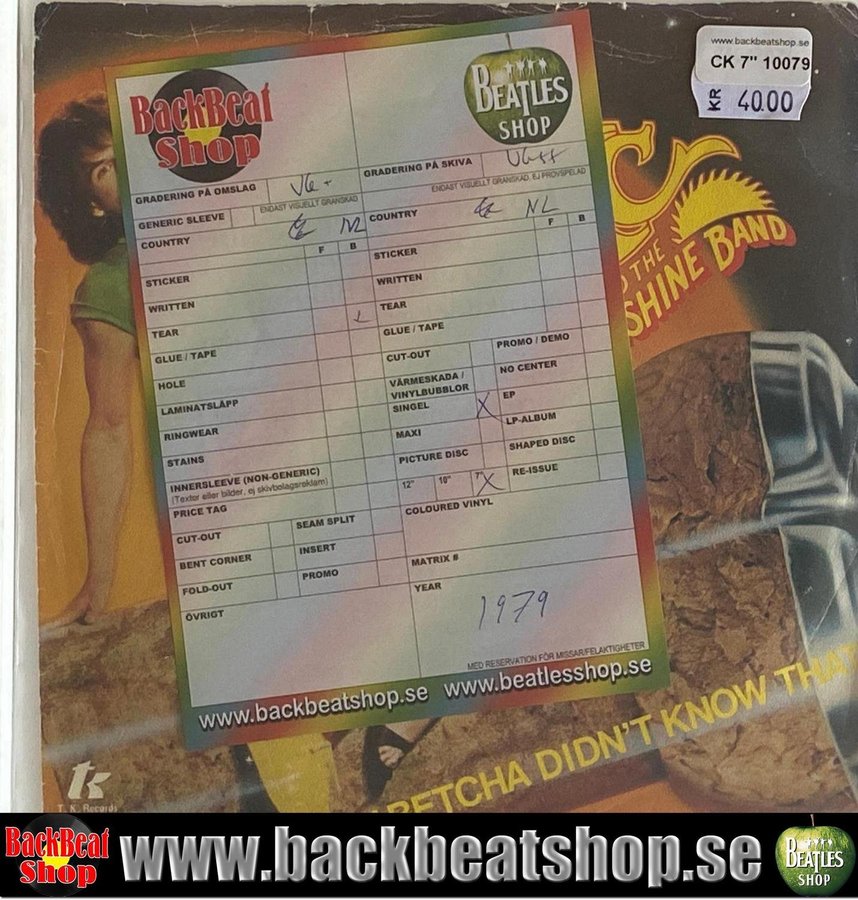 www.backbeatshop.se
CK 7" 10079
KR 40.00
BackBeat
Shop
BEATLES
SHOP
GRADERING PÅ OMSLAG
VG-
ENDAST VISUELLT GRANSKAD
GENERIC SLEEVE
COUNTRY
NL
F B
STICKER
WRITTEN
TEAR
GLUE / TAPE
HOLE
LAMINATSLÄPP
RINGWEAR
STAINS
INNERSLEEVE (NON-GENERIC)
(Textor eller bilder, ej skivbolagsreklam)
PRICE TAG
CUT-OUT
SEAM SPLIT
BENT CORNER
INSERT
FOLD-OUT
PROMO
ÖVRIGT
GRADERING PÅ SKIVA
VG++
ENDAST VISUELLT GRANSKAD, EJ PROVSPELAD
COUNTRY
NL
F B
STICKER
WRITTEN
TEAR
GLUE / TAPE
CUT-OUT
PROMO / DEMO
VÄRMESKADA /
VINYLBUBBLOR
NO CENTER
SINGEL
X
EP
MAXI
LP-ALBUM
PICTURE DISC
SHAPED DISC
12" 10" 7" X
RE-ISSUE
COLOURED VINYL
MATRIX #
YEAR
1979
MED RESERVATION FÖR MISSAR/FELAKTIGHETER
www.backbeatshop.se www.beatlesshop.se
THE
SHINE BAND
BETCHA DIDN'T KNOW THAT
tk
T. K. Records
BackBeat
Shop
www.backbeatshop.se
BEATLES
SHOP